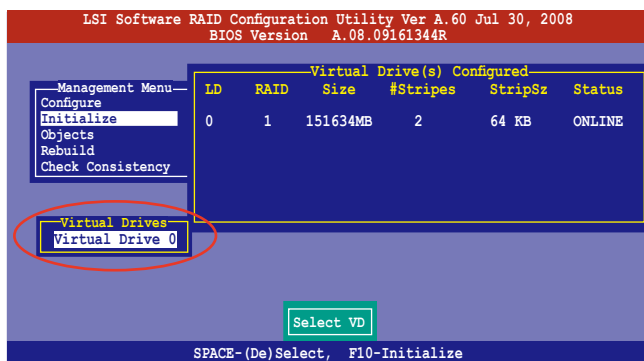 LSI Software RAID Configuration Utility Ver A.60 Jul 30, 2008
BIOS Version A.08.09161344R
Virtual Drive(s) Configured
LD RAID Size #Stripes StripSz Status
0 1 151634MB 2 64 KB ONLINE
Management Menu
Configure
Initialize
Objects
Rebuild
Check Consistency
Virtual Drives
Virtual Drive 0
Select VD
SPACE-(De)Select, F10-Initialize